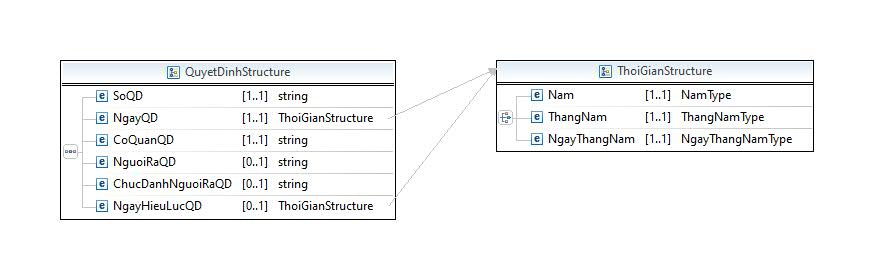 QuyetDinhStructure
e SoQD [1..1] string
e NgayQD [1..1] ThoiGianStructure
e CoQuanQD [1..1] string
e NguoiRaQD [0..1] string
e ChucDanhNguoiRaQD [0..1] string
e NgayHieuLucQD [0..1] ThoiGianStructure
ThoiGianStructure
e Nam [1..1] NamType
e ThangNam [1..1] ThangNamType
e NgayThangNam [1..1] NgayThangNamType